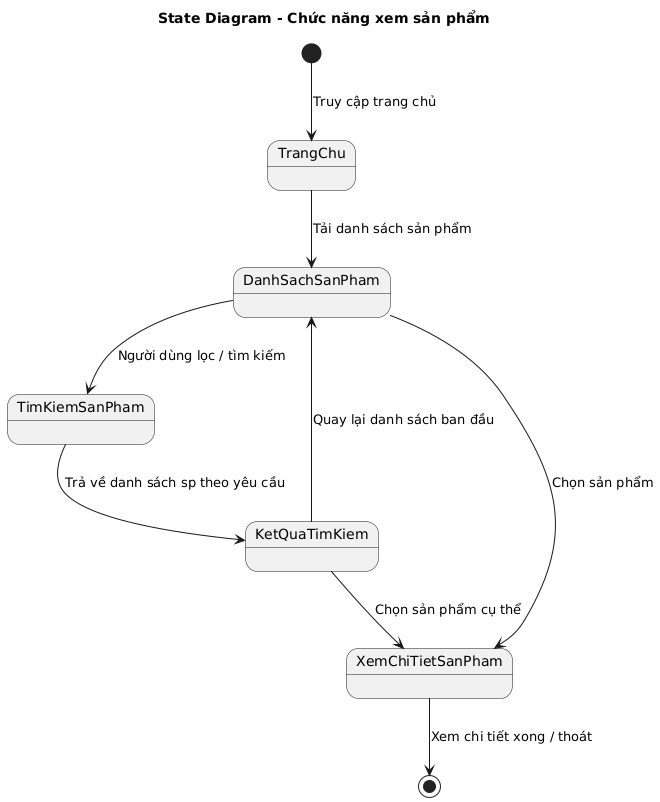 State Diagram - Chức năng xem sản phẩm
Truy cập trang chủ
TrangChu
Tải danh sách sản phẩm
DanhSachSanPham
Người dùng lọc / tìm kiếm
TimKiemSanPham
Quay lại danh sách ban đầu
Chọn sản phẩm
Trả về danh sách sp theo yêu cầu
KetQuaTimKiem
Chọn sản phẩm cụ thể
XemChiTietSanPham
Xem chi tiết xong / thoát